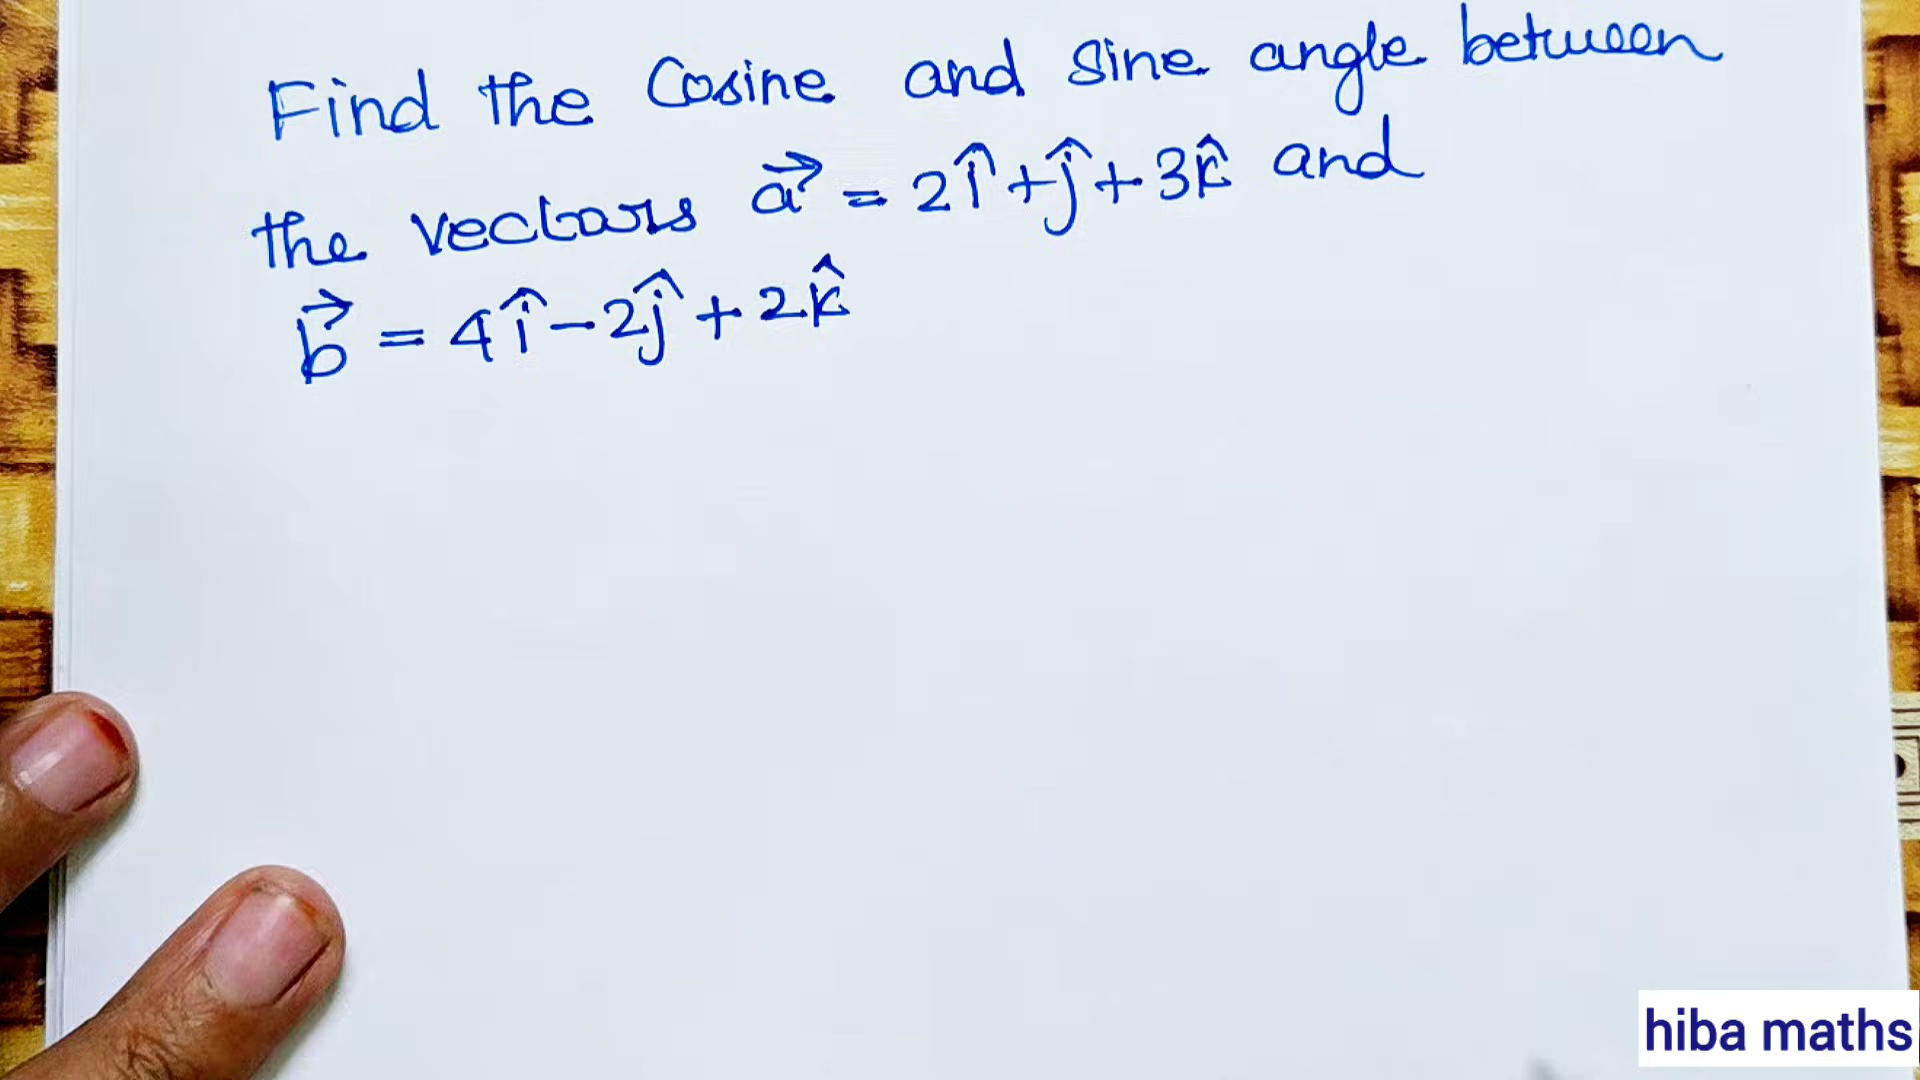 Find the Cosine and Sine angle between
the vectors a⃗ = 2î+ĵ+3k̂ and
b⃗ = 4î-2ĵ+2k̂
hiba maths